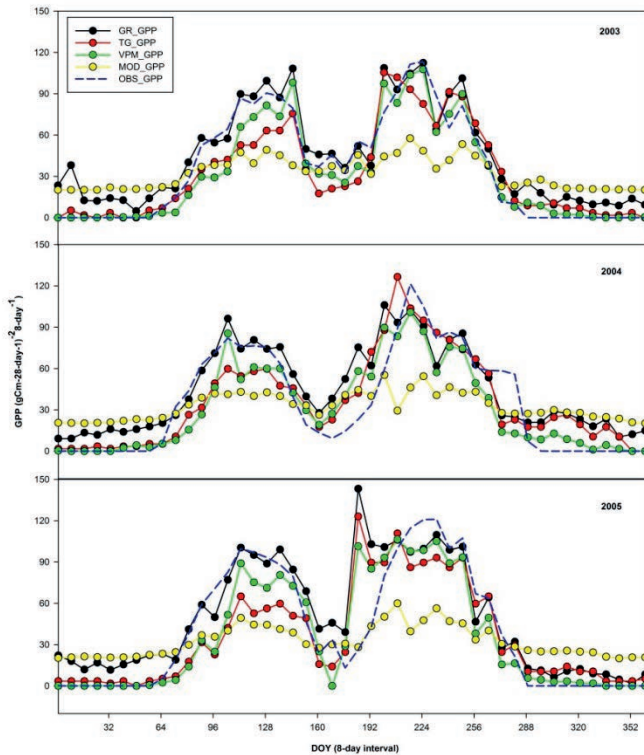 150
GR_GPP
TG_GPP
VPM_GPP
MOD_GPP
OBS_GPP
2003
120
90
60
30
0
150
2004
120
90
60
30
0
150
2005
120
90
60
30
0
GPP (gCm-28-day-1) -2 8-day -1
32 64 96 128 160 192 224 256 288 320 352
DOY (8-day interval)